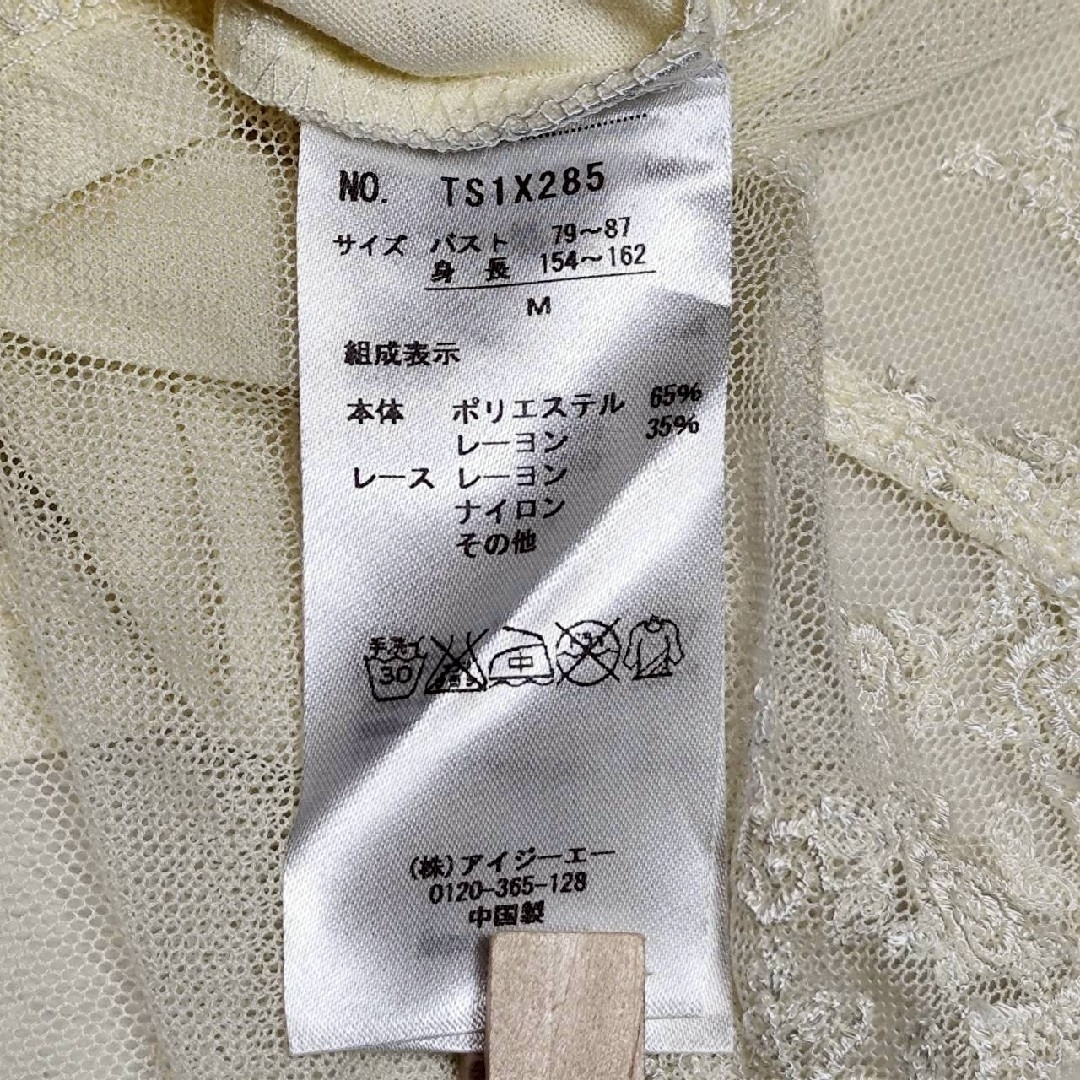 NO. TS1X285
サイズ バスト 79～87
身長 154～162
M
組成表示
本体 ポリエステル 65%
レーヨン 35%
レース レーヨン
ナイロン
その他
手洗イ
30 中
(株)アイジーエー
0120-365-128
中国製